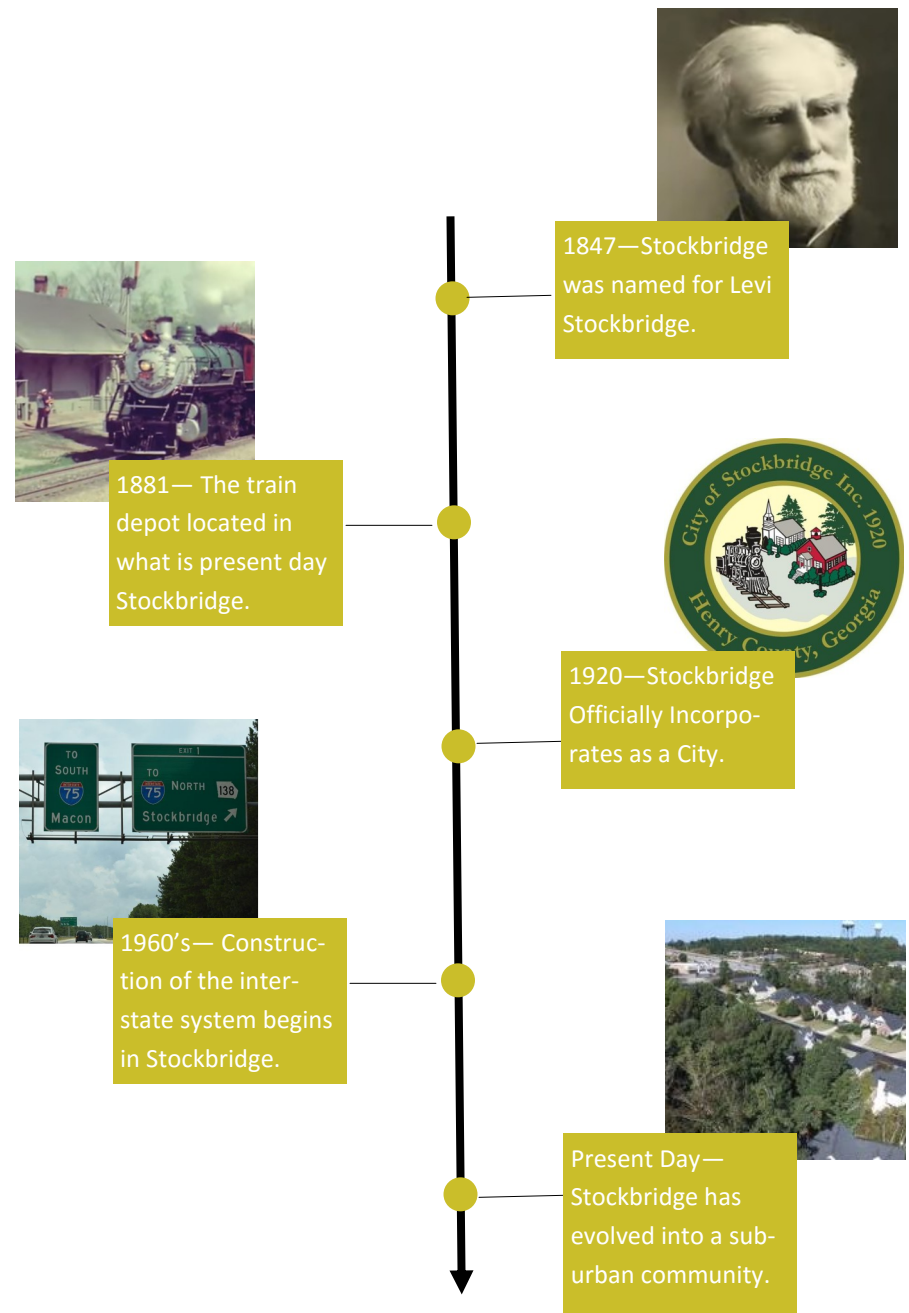 1847—Stockbridge
was named for Levi
Stockbridge.
1881— The train
depot located in
what is present day
Stockbridge.
City of Stockbridge Inc. 1920
Henry County, Georgia
1920—Stockbridge
Officially Incorpo-
rates as a City.
TO
SOUTH
75
Macon
EXIT 1
TO
75 NORTH 138
Stockbridge
1960's— Construc-
tion of the inter-
state system begins
in Stockbridge.
Present Day—
Stockbridge has
evolved into a sub-
urban community.